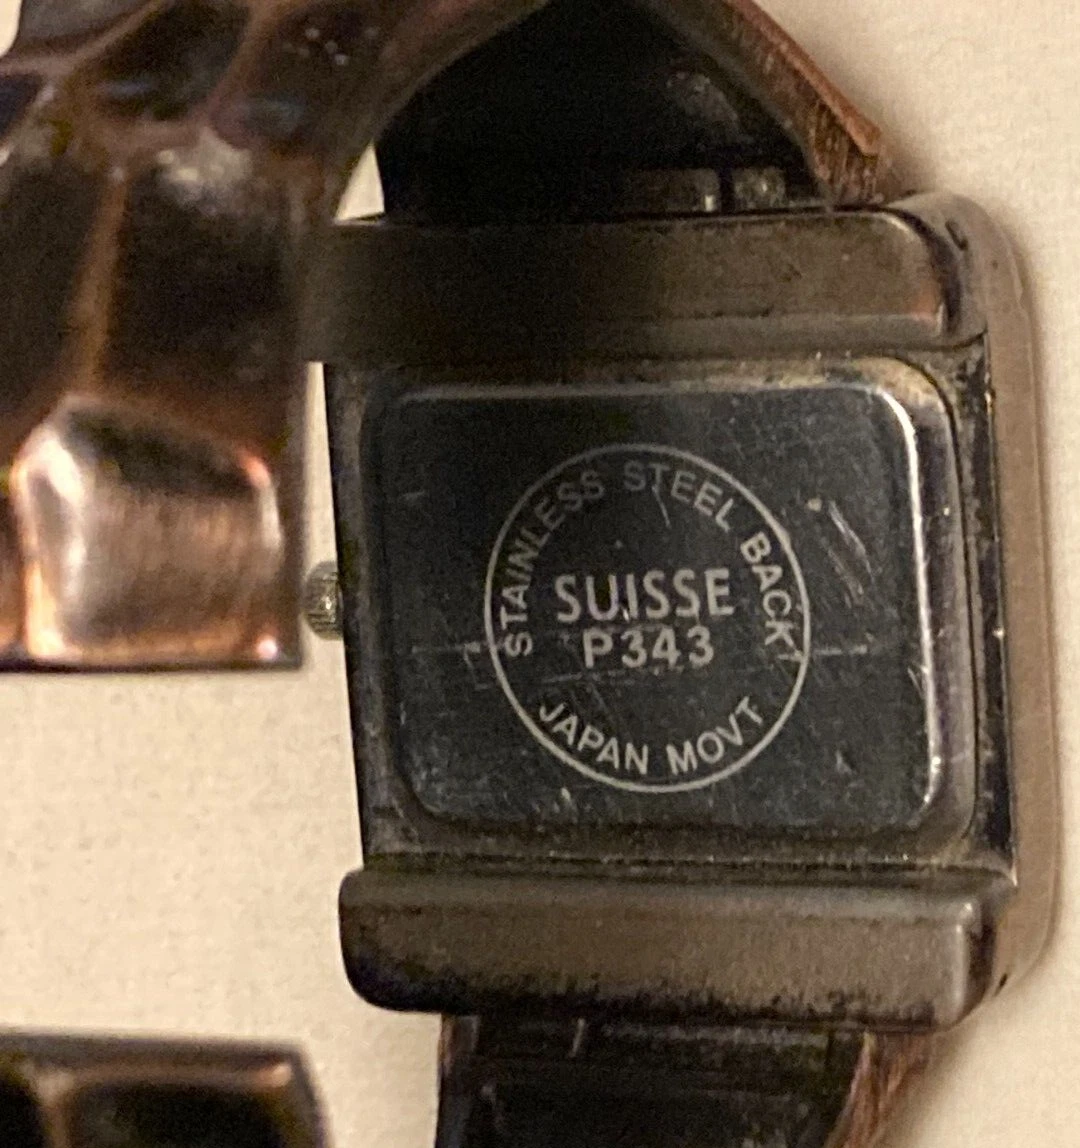 STAINLESS STEEL BACK
SUISSE
P343
JAPAN MOVT